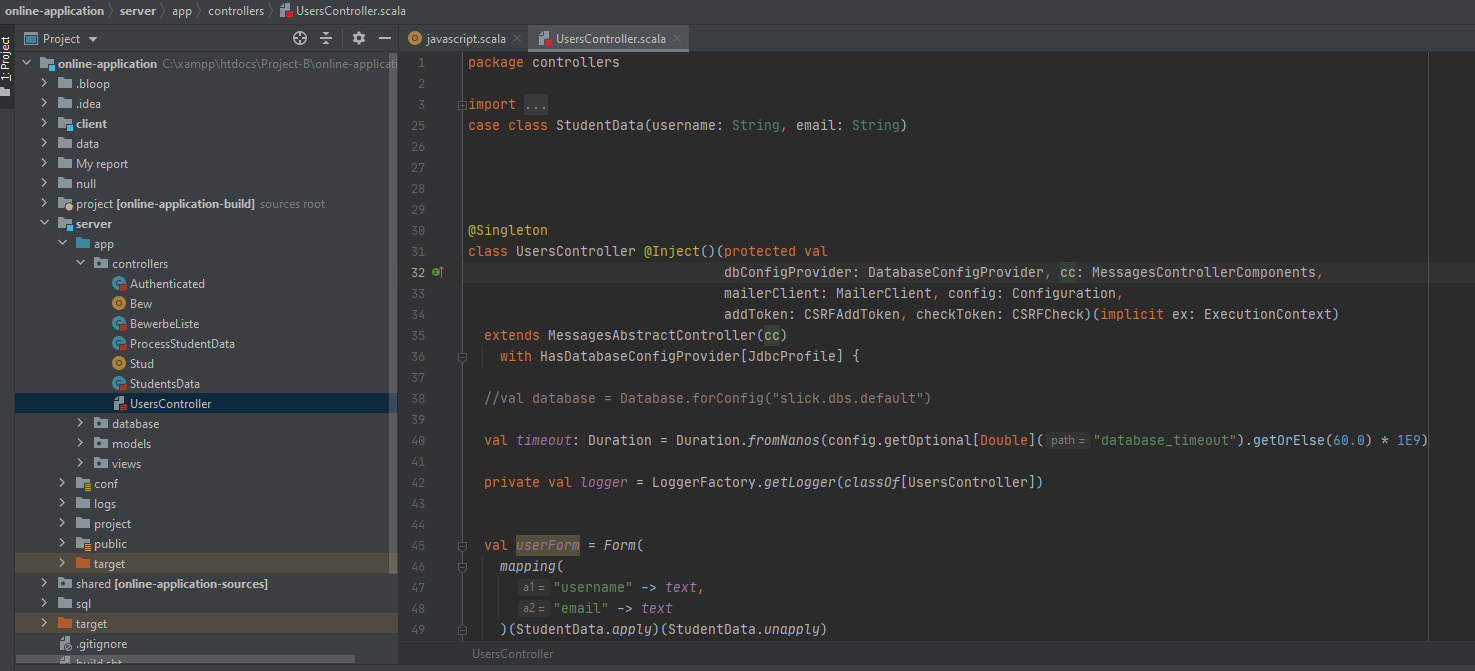 online-application server app controllers UsersController.scala
1: Project
Project
javascript.scala
UsersController.scala
online-application C:\xampp\htdocs\Project-B\online-applicati
.bloop
.idea
client
data
My report
null
project [online-application-build] sources root
server
app
controllers
Authenticated
Bew
BewerbeListe
ProcessStudentData
Stud
StudentsData
UsersController
database
models
views
conf
logs
project
public
target
shared [online-application-sources]
sql
target
.gitignore
build.sbt
1 package controllers
2
3 import ...
25 case class StudentData(username: String, email: String)
26
27
28
29
30 @Singleton
31 class UsersController @Inject()(protected val
32 dbConfigProvider: DatabaseConfigProvider, cc: MessagesControllerComponents,
33 mailerClient: MailerClient, config: Configuration,
34 addToken: CSRFAddToken, checkToken: CSRFCheck)(implicit ex: ExecutionContext)
35 extends MessagesAbstractController(cc)
36 with HasDatabaseConfigProvider[JdbcProfile] {
37
38 //val database = Database.forConfig("slick.dbs.default")
39
40 val timeout: Duration = Duration.fromNanos(config.getOptional[Double]( path = "database_timeout").getOrElse(60.0) * 1E9)
41
42 private val logger = LoggerFactory.getLogger(classOf[UsersController])
43
44
45 val userForm = Form(
46 mapping(
47 a1 = "username" -> text,
48 a2 = "email" -> text
49 )(StudentData.apply)(StudentData.unapply)
UsersController